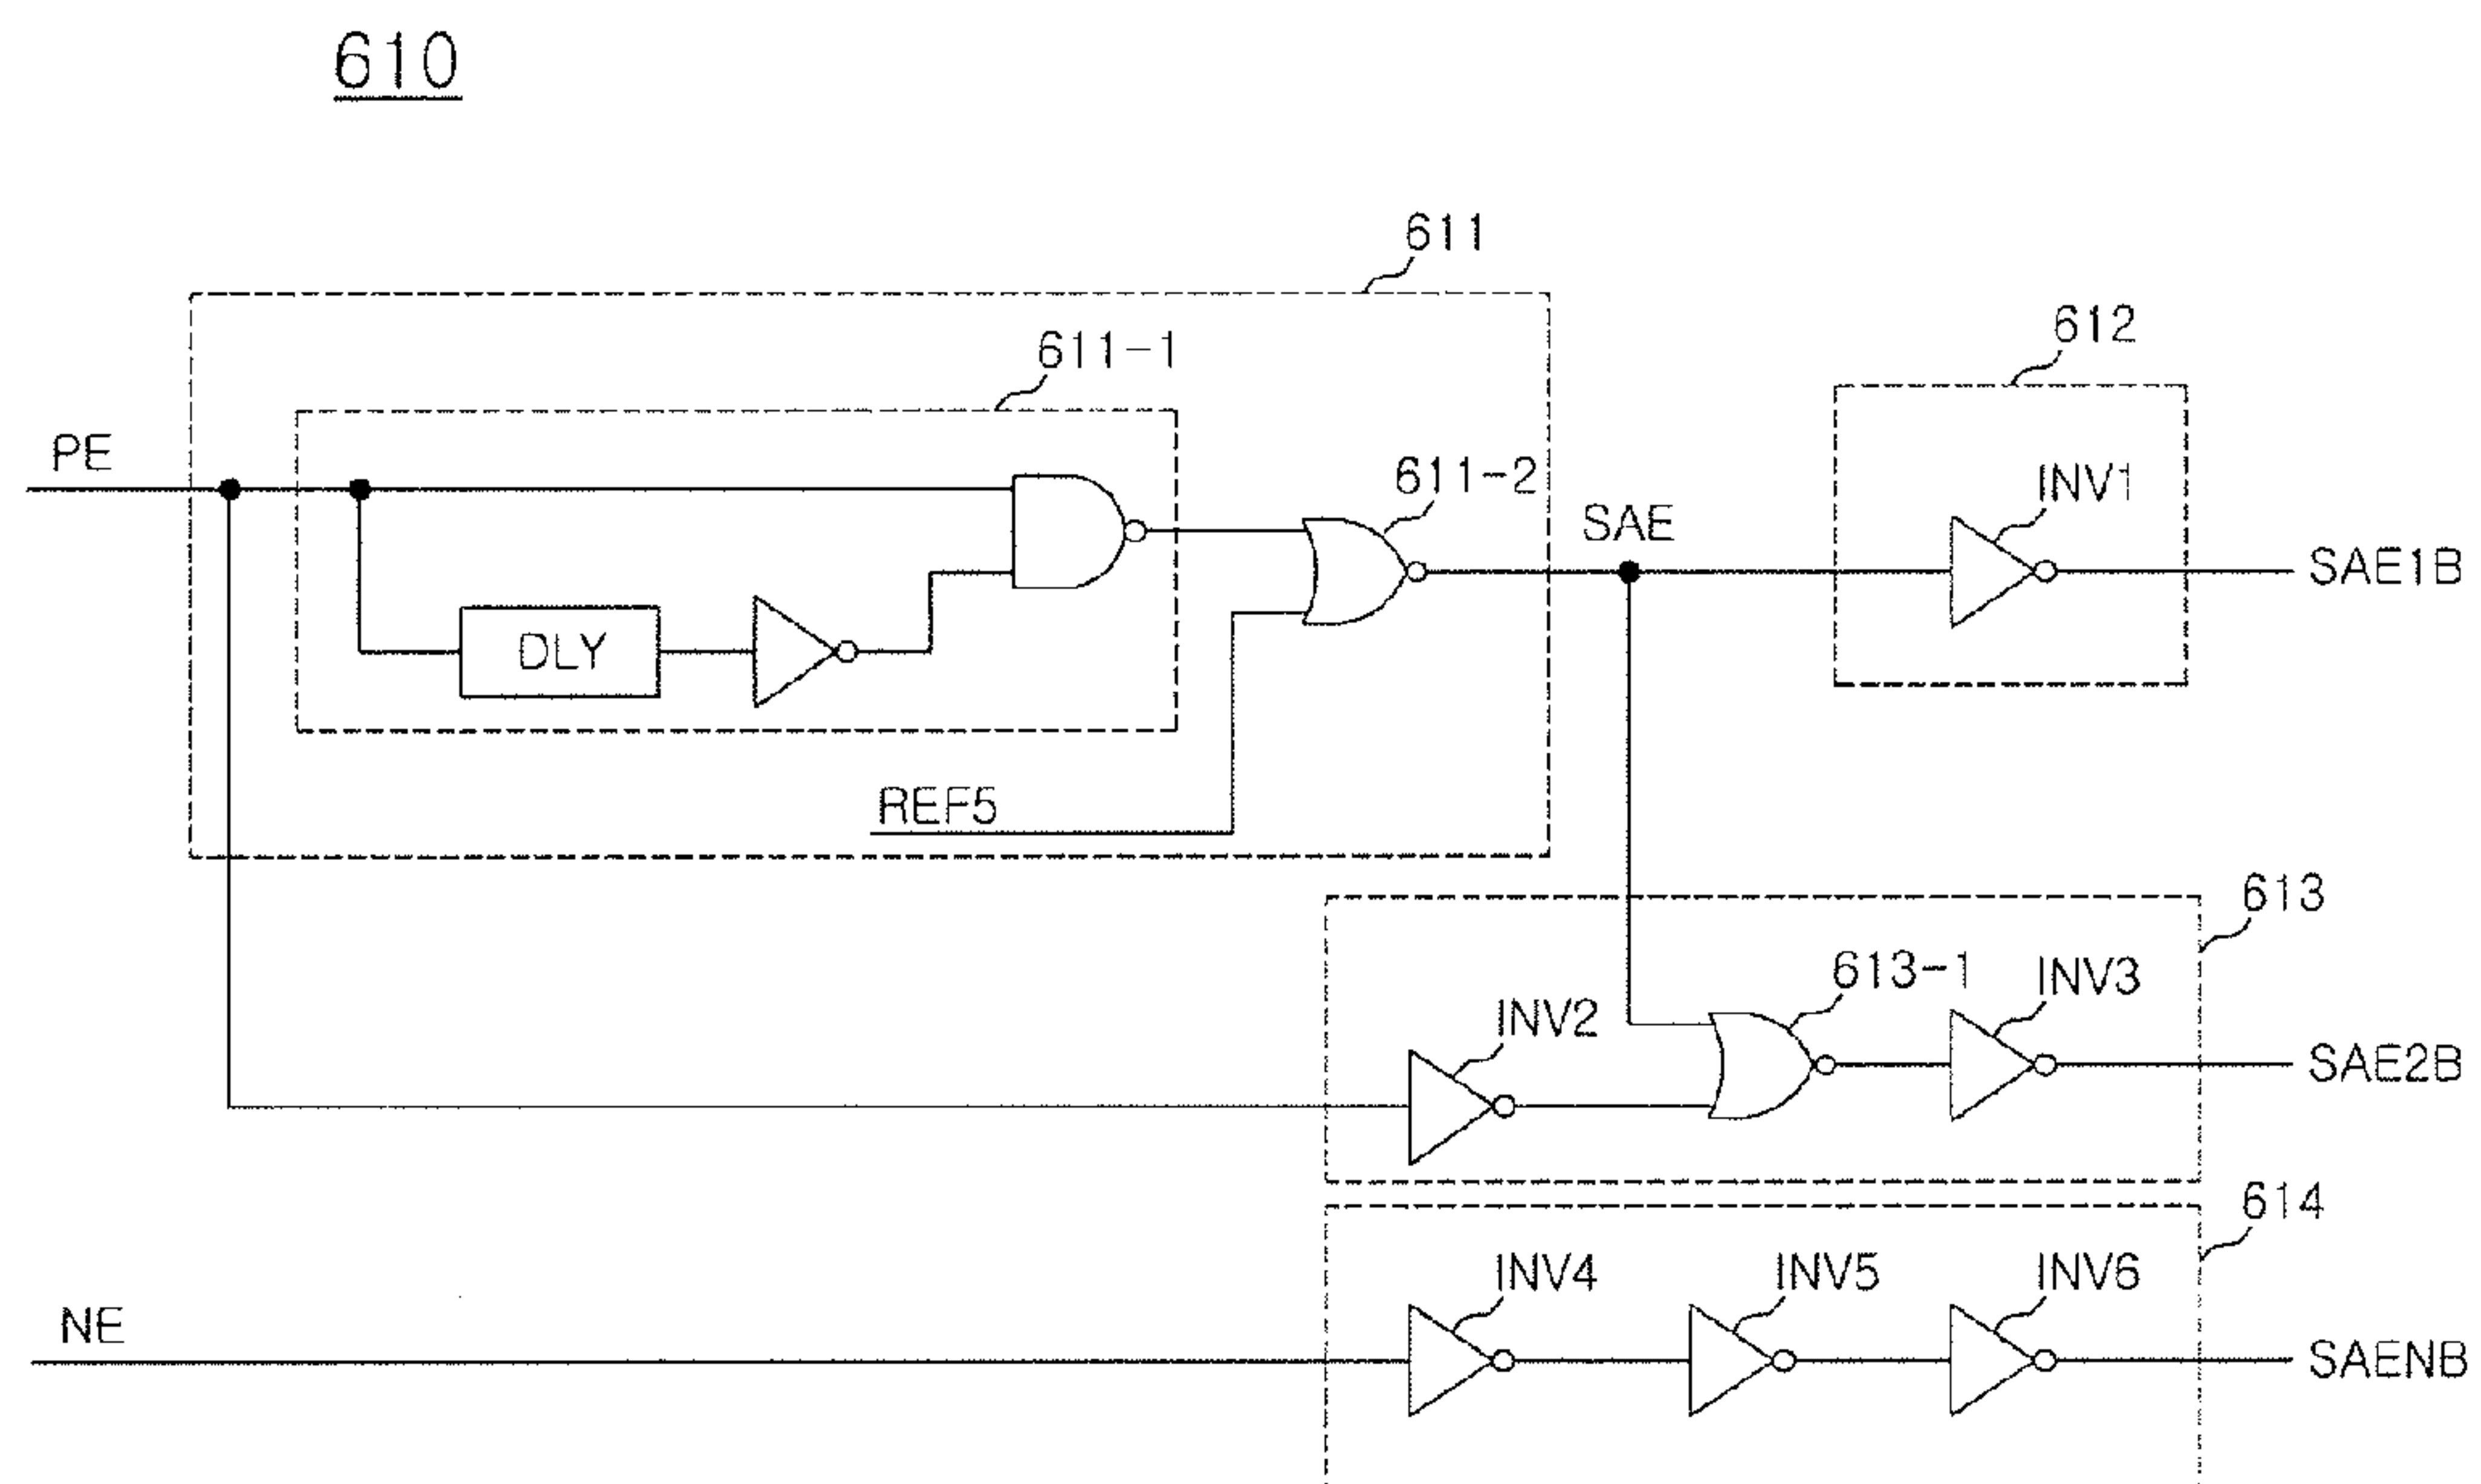 610
611
612
611-1
PE
611-2
INV1
SAE
SAE1B
DLY
REF5
613
613-1
INV3
INV2
SAE2B
614
INV4
INV5
INV6
NE
SAENB